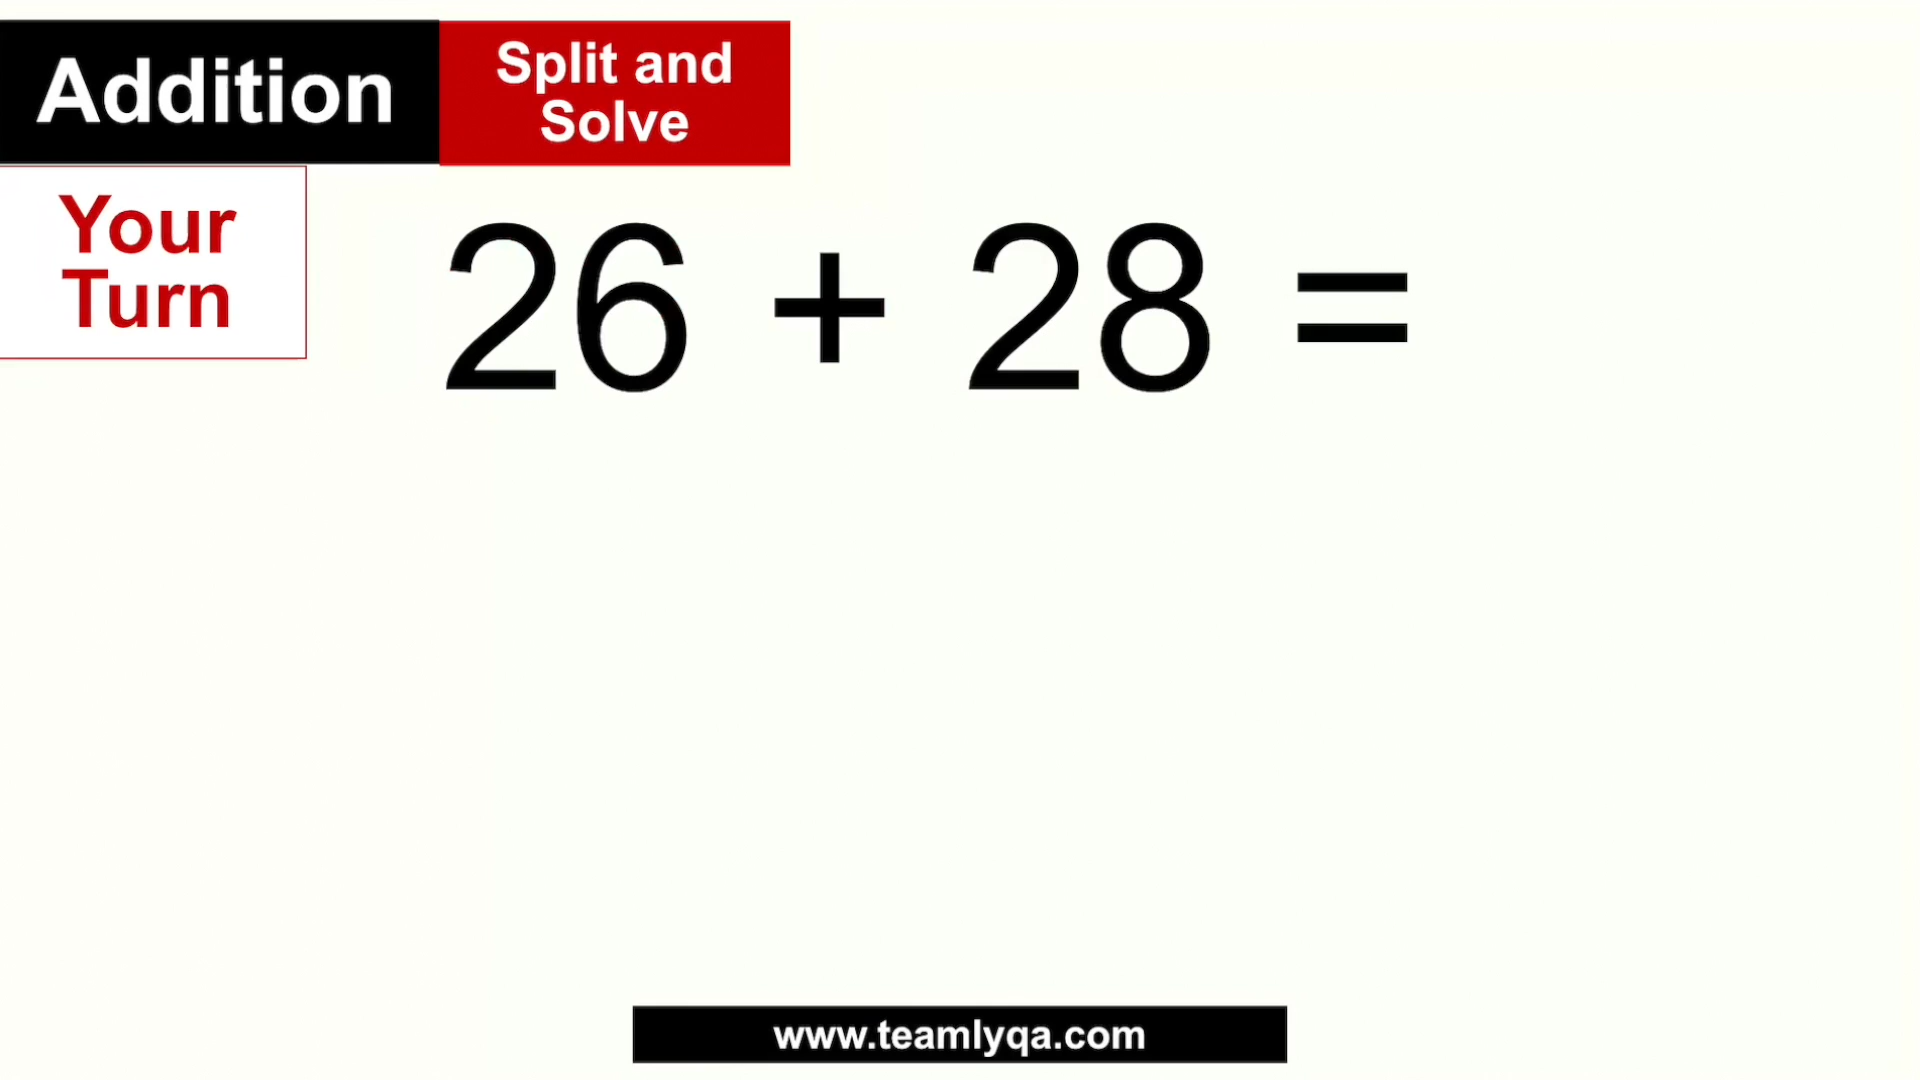 Addition
Split and
Solve
Your
Turn
26 + 28 =
www.teamlyqa.com